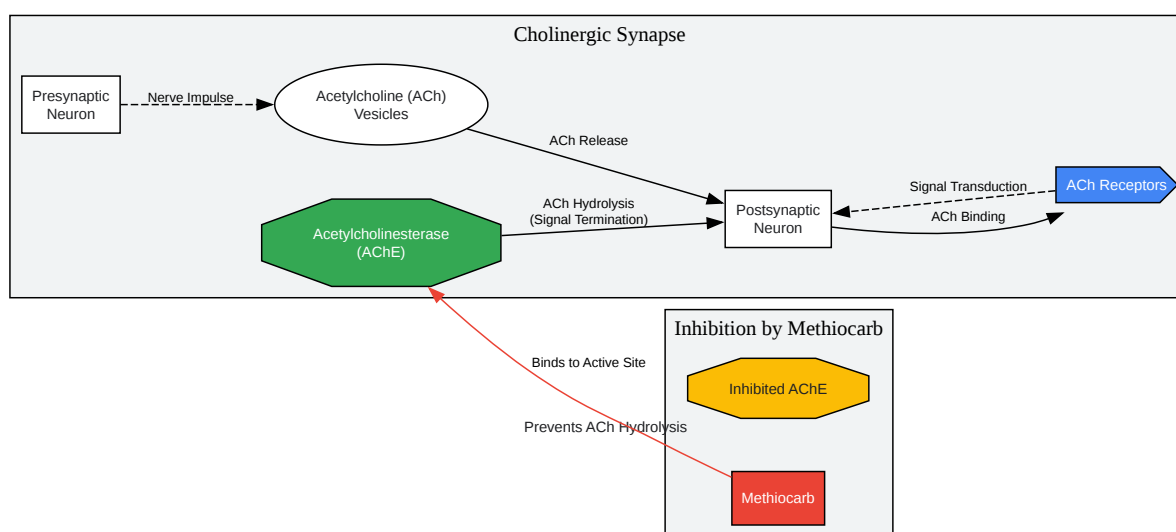 Cholinergic Synapse
Presynaptic
Neuron
Nerve Impulse
Acetylcholine (ACh)
Vesicles
ACh Release
ACh Hydrolysis
(Signal Termination)
Acetylcholinesterase
(AChE)
Postsynaptic
Neuron
Signal Transduction
ACh Binding
ACh Receptors
Inhibition by Methiocarb
Binds to Active Site
Inhibited AChE
Prevents ACh Hydrolysis
Methiocarb